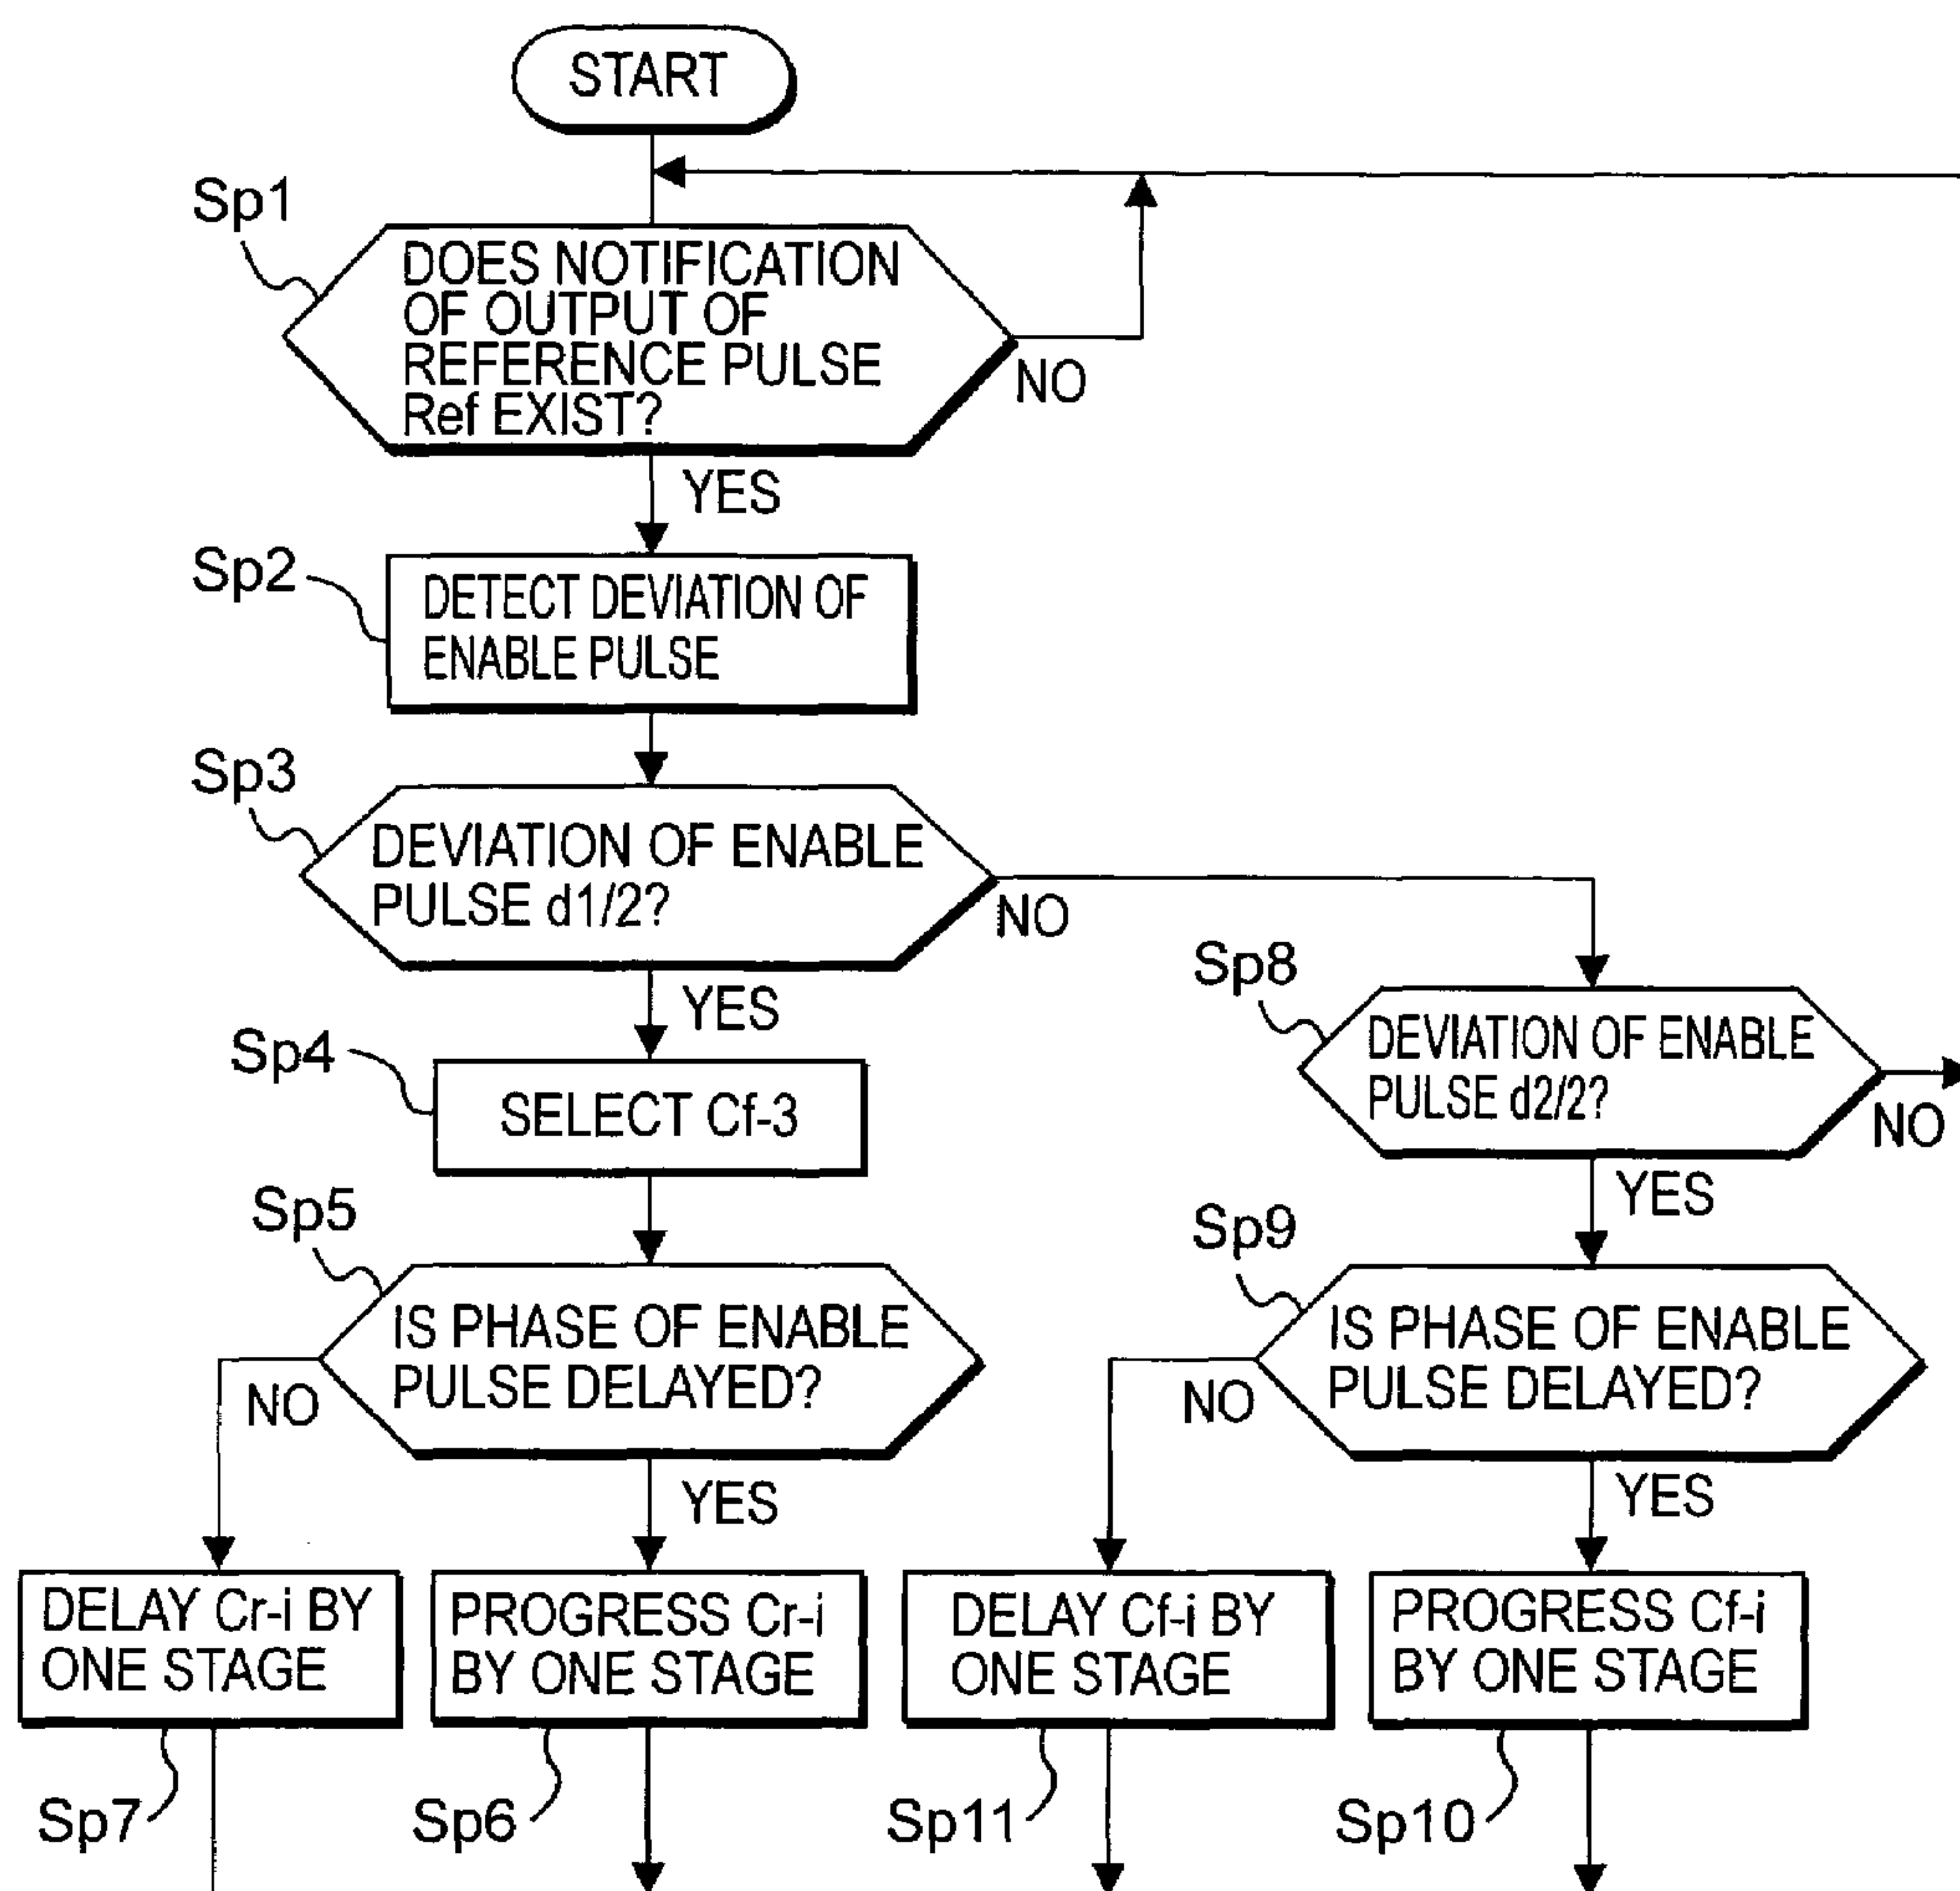 START
Sp1
DOES NOTIFICATION
OF OUTPUT OF
REFERENCE PULSE
Ref EXIST?
NO
YES
Sp2
DETECT DEVIATION OF
ENABLE PULSE
Sp3
DEVIATION OF ENABLE
PULSE d1/2?
NO
YES
Sp8
DEVIATION OF ENABLE
PULSE d2/2?
NO
YES
Sp4
SELECT Cf-3
Sp5
IS PHASE OF ENABLE
PULSE DELAYED?
NO
YES
Sp9
IS PHASE OF ENABLE
PULSE DELAYED?
NO
YES
DELAY Cr-i BY
ONE STAGE
PROGRESS Cr-i
BY ONE STAGE
DELAY Cf-i BY
ONE STAGE
PROGRESS Cf-i
BY ONE STAGE
Sp7
Sp6
Sp11
Sp10